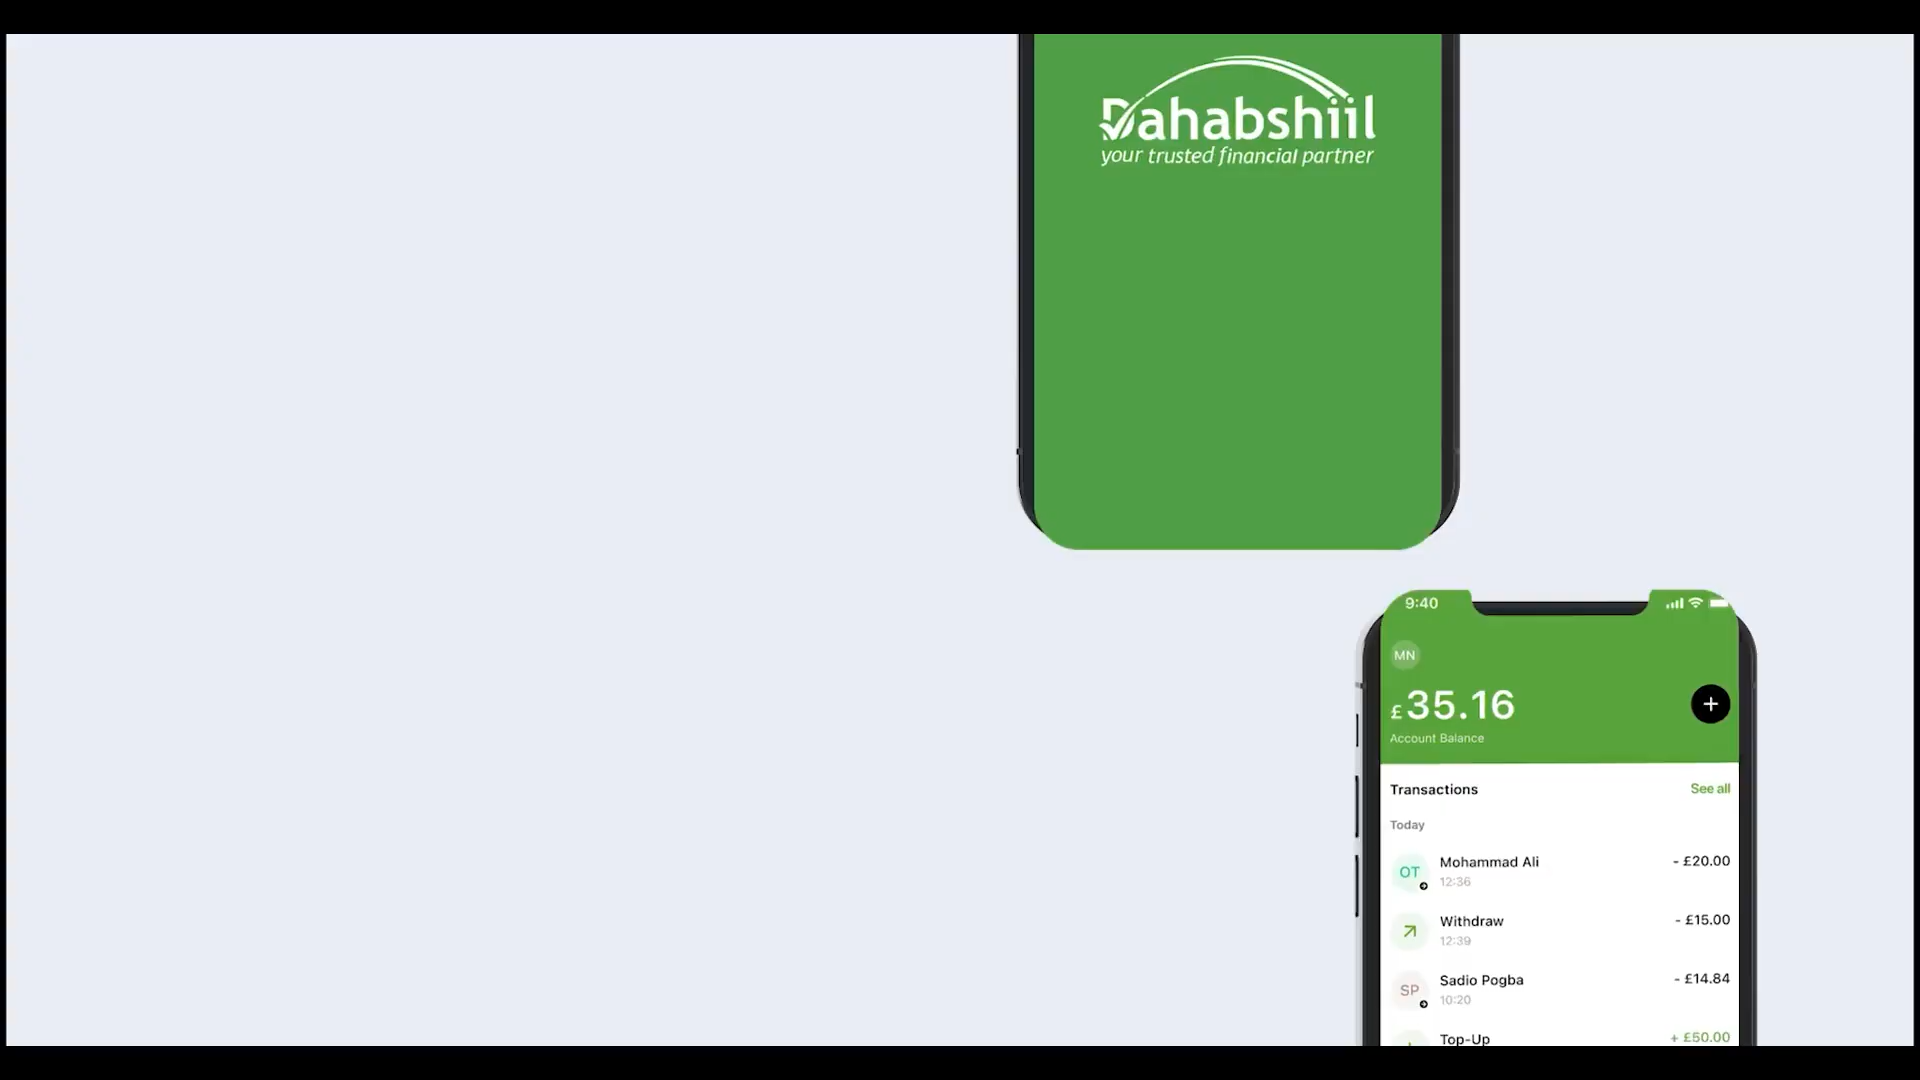 Dahabshiil
your trusted financial partner
9:40
MN
£35.16
+
Account Balance
Transactions See all
Today
OT Mohammad Ali - £20.00
12:36
Withdraw - £15.00
12:39
SP Sadio Pogba - £14.84
10:20
Top-Up + £50.00